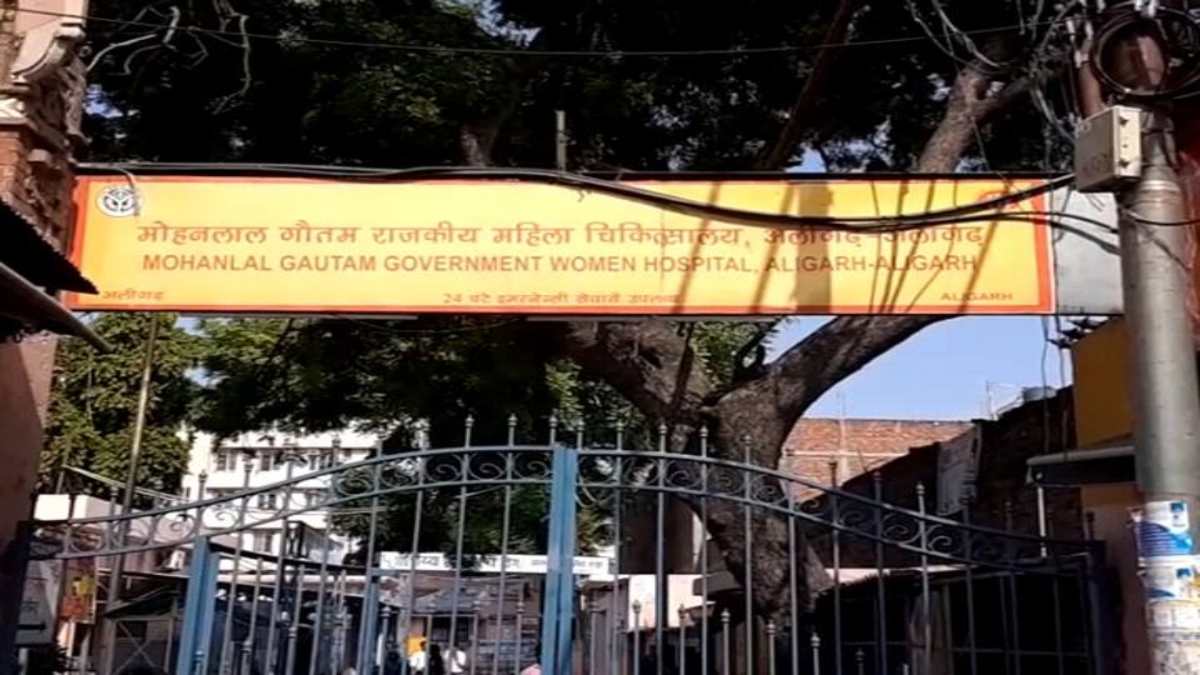 मोहनलाल गौतम राजकीय महिला चिकित्सालय, अलीगढ़-अलीगढ़
MOHANLAL GAUTAM GOVERNMENT WOMEN HOSPITAL, ALIGARH-ALIGARH
अलीगढ़ 24 घंटे इमरजेन्सी सेवायें उपलब्ध ALIGARH